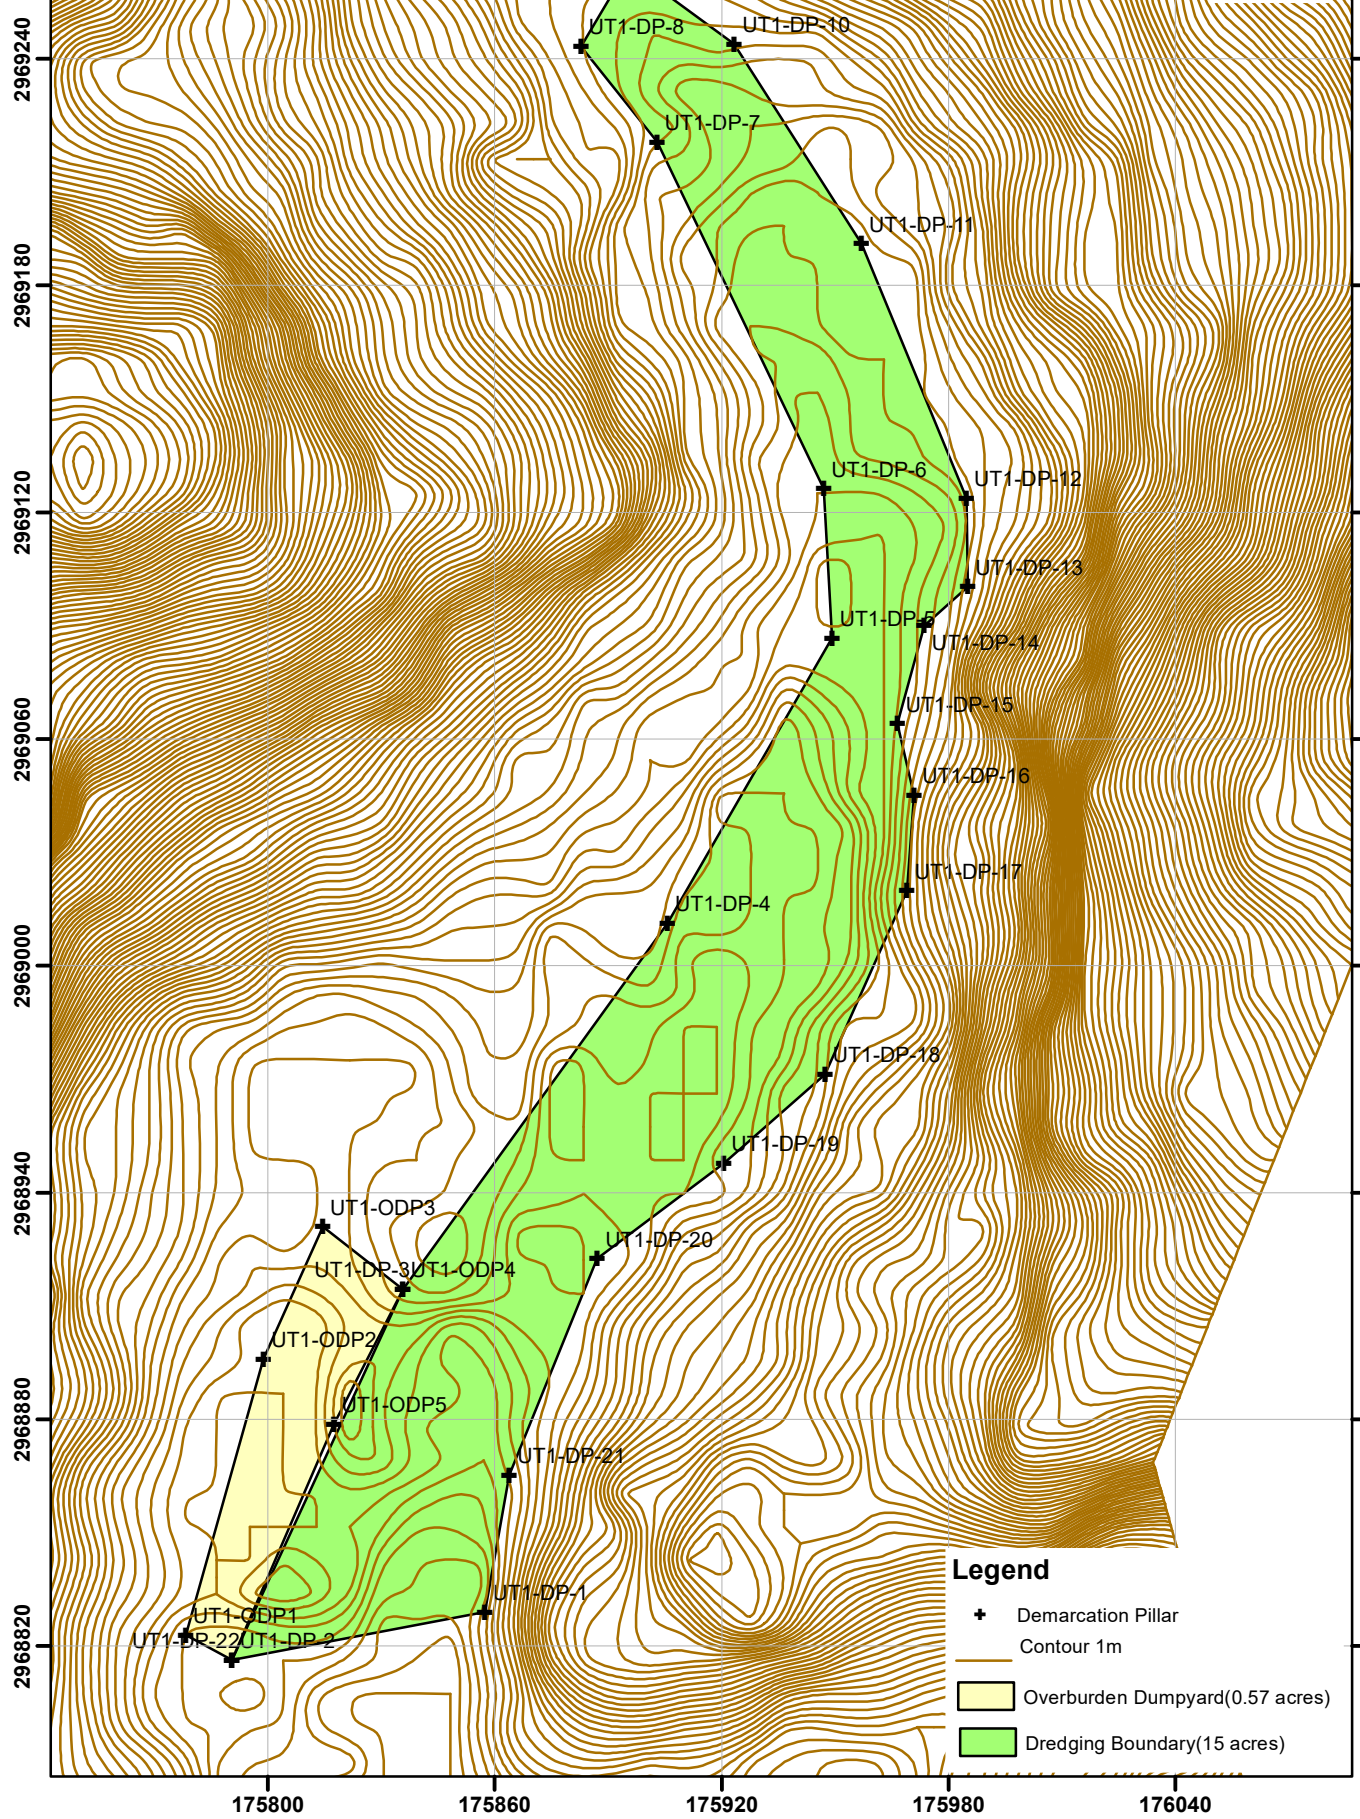 UT1-DP-8
UT1-DP-10
2969240
UT1-DP-7
UT1-DP-11
2969180
UT1-DP-6
UT1-DP-12
2969120
UT1-DP-13
UT1-DP-5
UT1-DP-14
UT1-DP-15
2969060
UT1-DP-16
UT1-DP-17
UT1-DP-4
2969000
UT1-DP-18
UT1-DP-19
2968940
UT1-ODP3
UT1-DP-20
UT1-DP-3
UT1-ODP4
UT1-ODP2
2968880
UT1-ODP5
UT1-DP-21
UT1-DP-1
UT1-ODP1
2968820
UT1-DP-22
UT1-DP-2
Legend
Demarcation Pillar
Contour 1m
Overburden Dumpyard(0.57 acres)
Dredging Boundary(15 acres)
175800
175860
175920
175980
176040